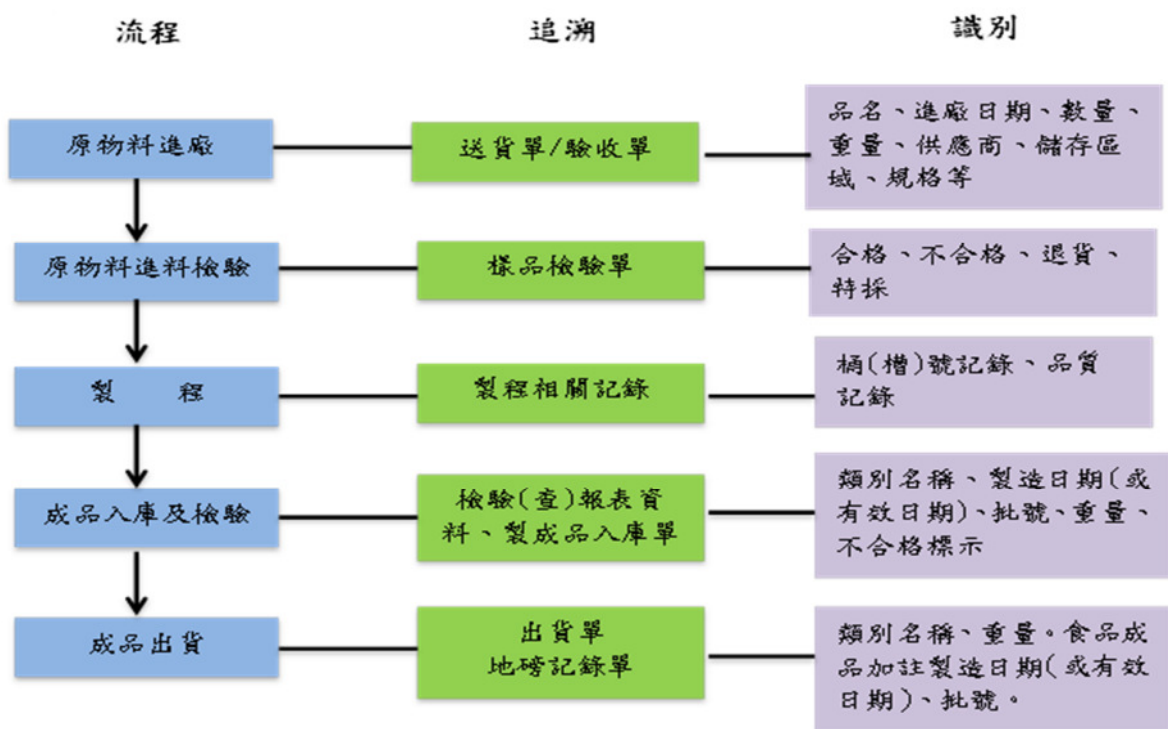 流程
追溯
識別
原物料進廠
送貨單/驗收單
品名、進廠日期、數量、
重量、供應商、儲存區
域、規格等
原物料進料檢驗
樣品檢驗單
合格、不合格、退貨、
特採
製 程
製程相關記錄
桶(槽)號記錄、品質
記錄
成品入庫及檢驗
檢驗(查)報表資
料、製成品入庫單
類別名稱、製造日期(或
有效日期)、批號、重量、
不合格標示
成品出貨
出貨單
地磅記錄單
類別名稱、重量。食品成
品加註製造日期(或有效
日期)、批號。